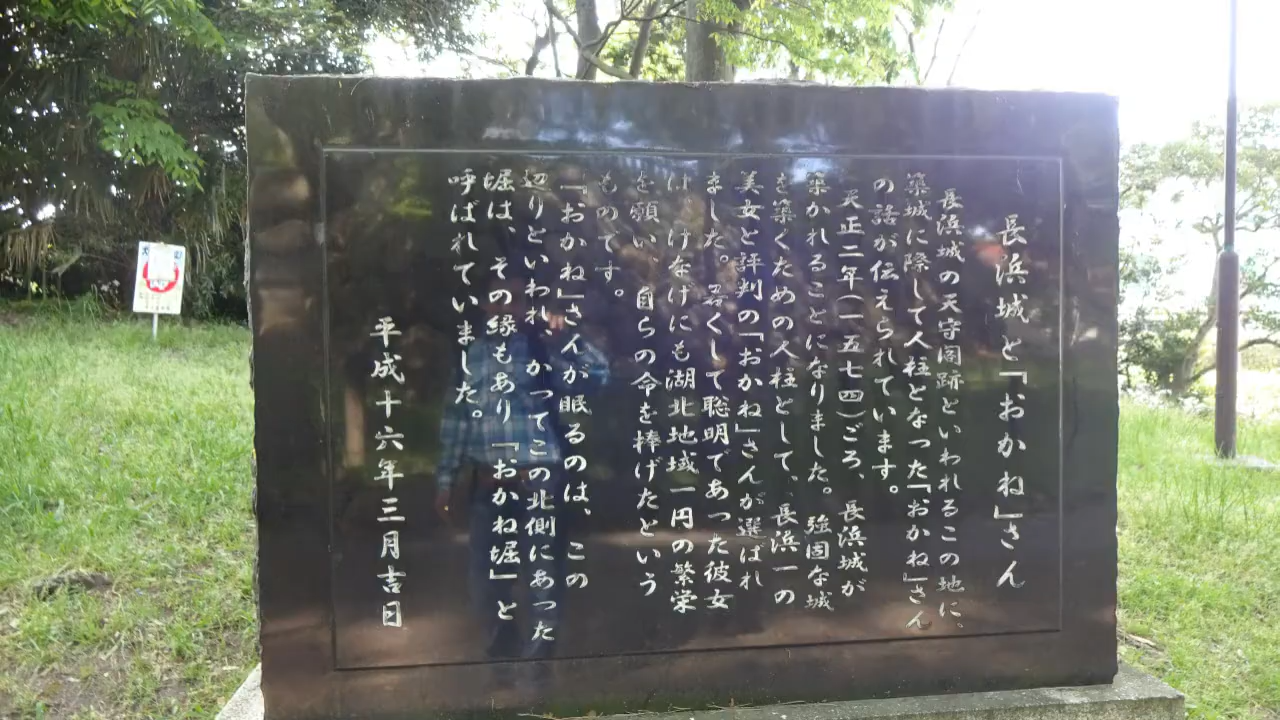 長浜城と「おかね」さん
長浜城の天守閣跡といわれるこの地に、
築城に際して人柱となった「おかね」さん
の話が伝えられています。
天正二年（一五七四）ごろ、長浜城が
築かれることになりました。強固な城
を築くための人柱として、長浜一の
美女と評判の「おかね」さんが選ばれ
ました。若くして聡明であった彼女
は、けなげにも湖北地域一円の繁栄
を願い、自らの命を捧げたという
ものです。
「おかね」さんが眠るのは、この
辺りといわれ、かつてこの北側にあった
堀は、その縁もあり「おかね堀」と
呼ばれていました。
平成十六年三月吉日